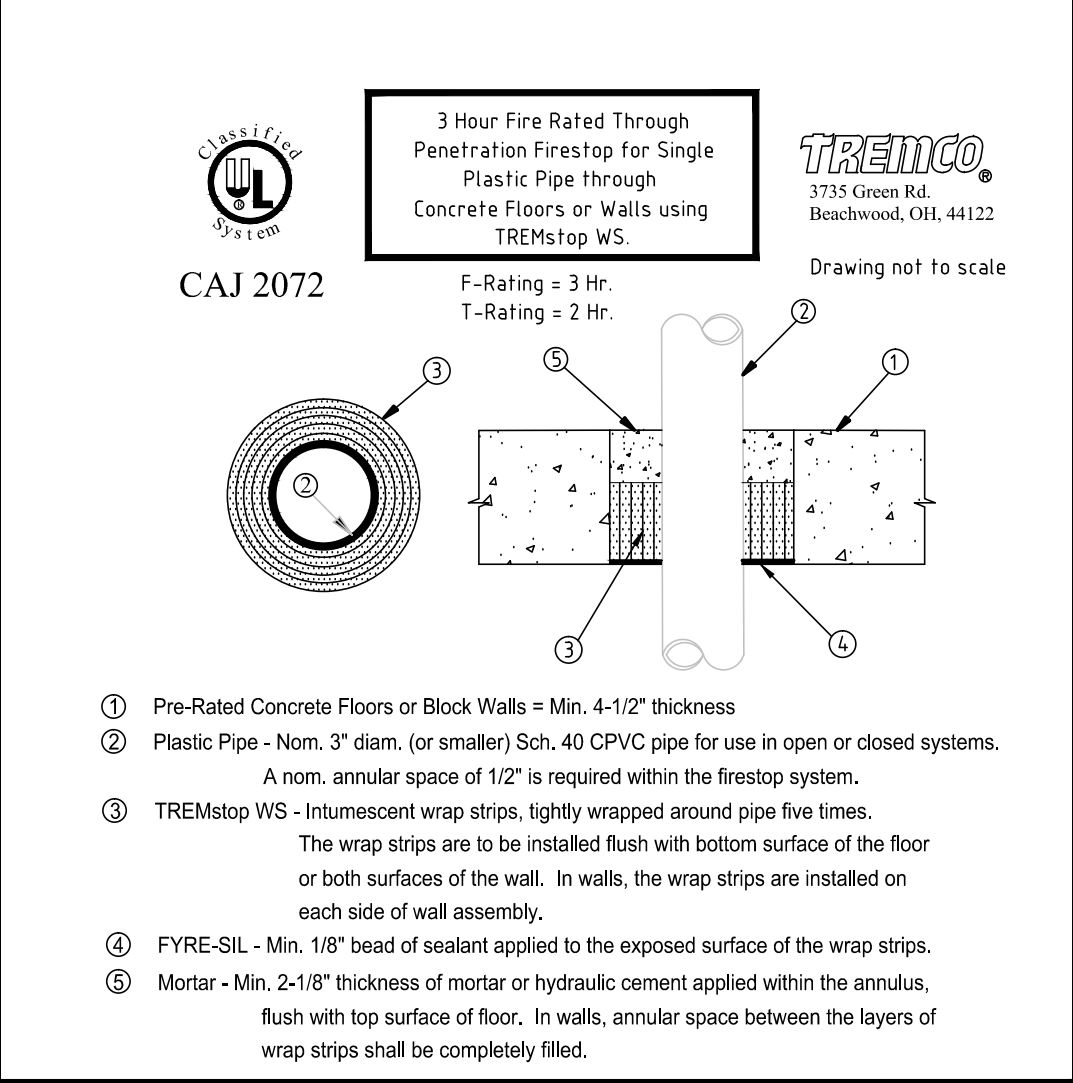 Classified
UL
®
System
CAJ 2072
3 Hour Fire Rated Through
Penetration Firestop for Single
Plastic Pipe through
Concrete Floors or Walls using
TREMstop WS.
F-Rating = 3 Hr.
T-Rating = 2 Hr.
TREMCO®
3735 Green Rd.
Beachwood, OH, 44122
Drawing not to scale
2
3
5
1
2
3
4
1 Pre-Rated Concrete Floors or Block Walls = Min. 4-1/2" thickness
2 Plastic Pipe - Nom. 3" diam. (or smaller) Sch. 40 CPVC pipe for use in open or closed systems.
A nom. annular space of 1/2" is required within the firestop system.
3 TREMstop WS - Intumescent wrap strips, tightly wrapped around pipe five times.
The wrap strips are to be installed flush with bottom surface of the floor
or both surfaces of the wall. In walls, the wrap strips are installed on
each side of wall assembly.
4 FYRE-SIL - Min. 1/8" bead of sealant applied to the exposed surface of the wrap strips.
5 Mortar - Min. 2-1/8" thickness of mortar or hydraulic cement applied within the annulus,
flush with top surface of floor. In walls, annular space between the layers of
wrap strips shall be completely filled.